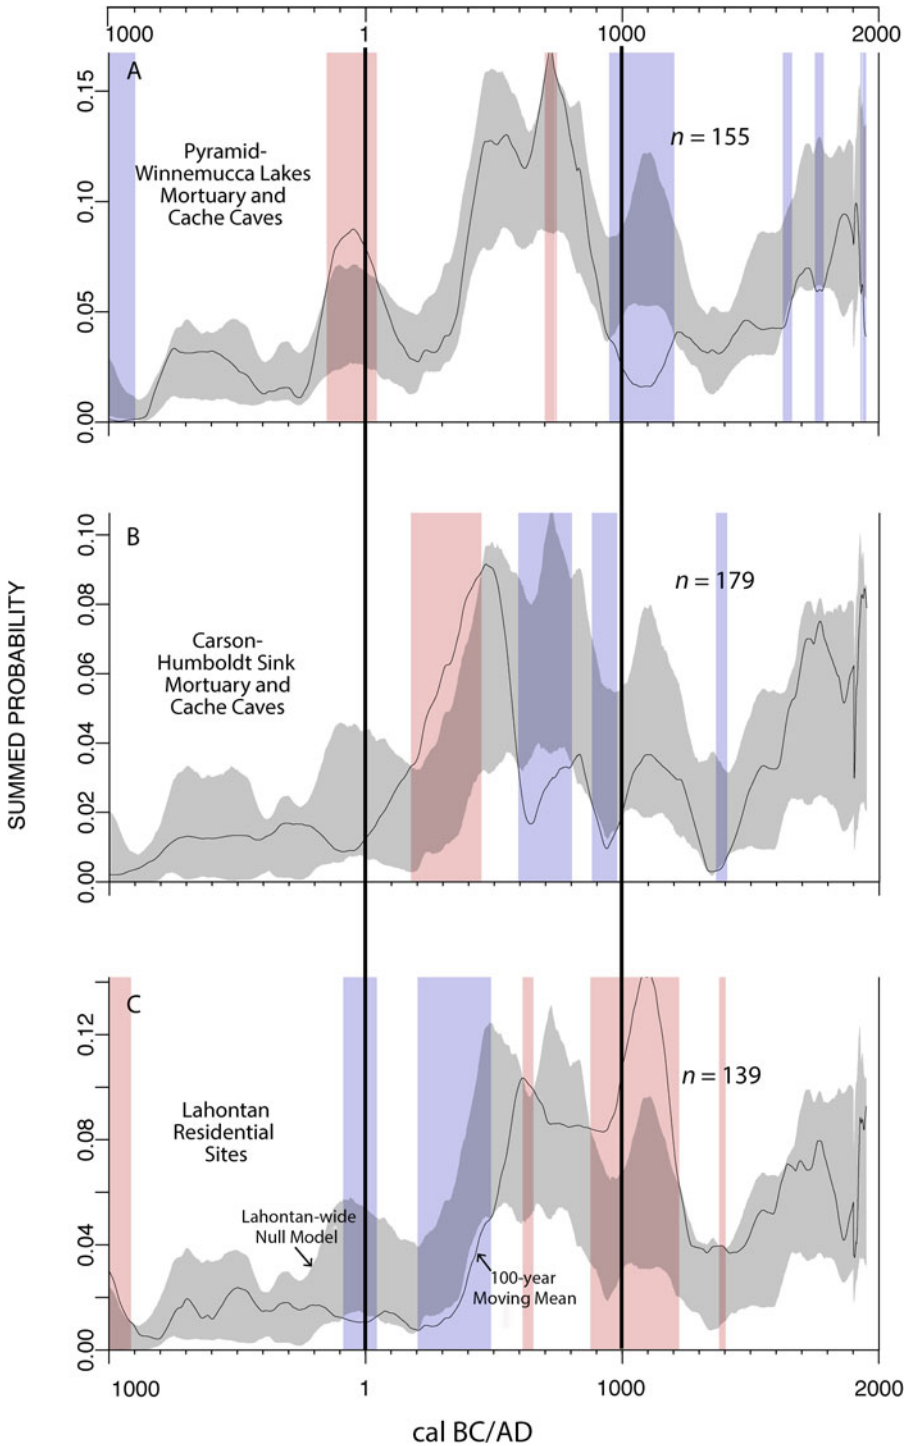 1000 1 1000 2000
A
0.15
0.10
0.05
0.00
Pyramid-
Winnemucca Lakes
Mortuary and
Cache Caves
n = 155
SUMMED PROBABILITY
B
0.10
0.08
0.06
0.04
0.02
0.00
Carson-
Humboldt Sink
Mortuary and
Cache Caves
n = 179
C
0.12
0.08
0.04
0.00
Lahontan
Residential
Sites
n = 139
Lahontan-wide
Null Model
100-year
Moving Mean
1000 1 1000 2000
cal BC/AD